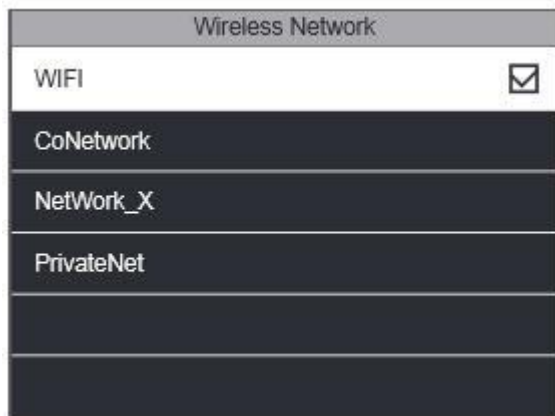 Wireless Network
WIFI
CoNetwork
NetWork_X
PrivateNet